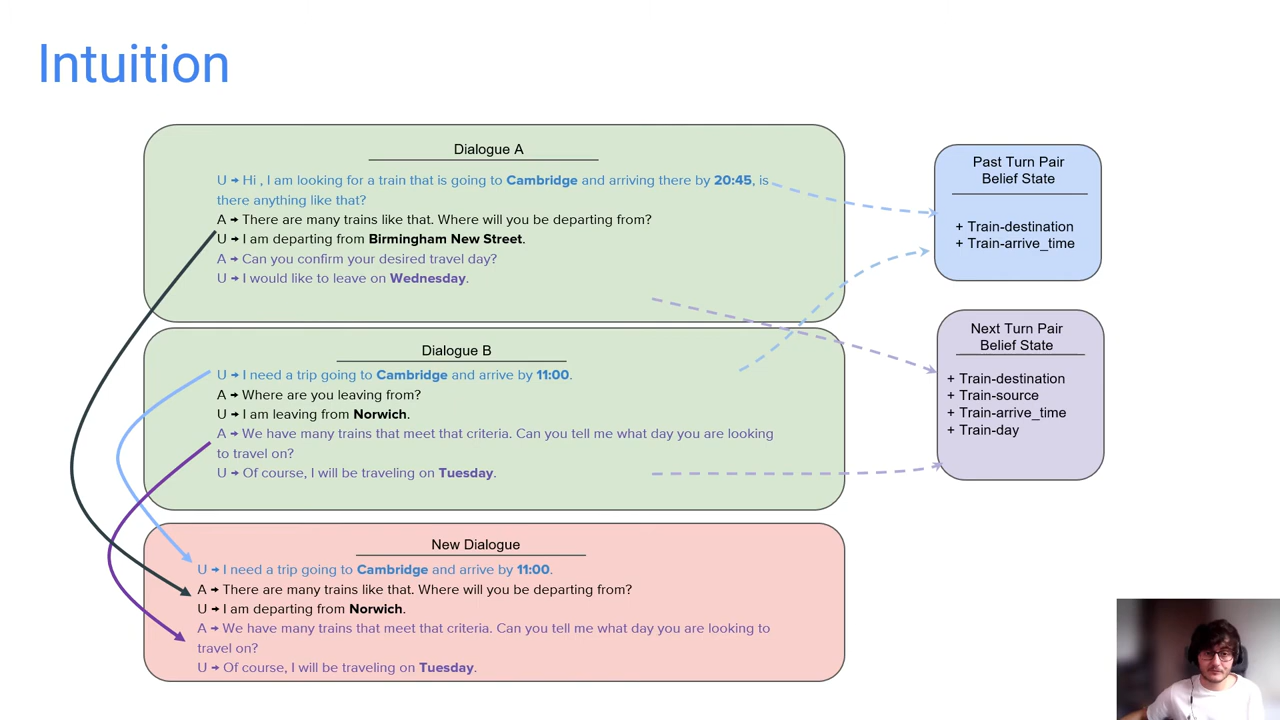 Intuition
Dialogue A
U → Hi , I am looking for a train that is going to Cambridge and arriving there by 20:45, is
there anything like that?
A → There are many trains like that. Where will you be departing from?
U → I am departing from Birmingham New Street.
A → Can you confirm your desired travel day?
U → I would like to leave on Wednesday.
Dialogue B
U → I need a trip going to Cambridge and arrive by 11:00.
A → Where are you leaving from?
U → I am leaving from Norwich.
A → We have many trains that meet that criteria. Can you tell me what day you are looking
to travel on?
U → Of course, I will be traveling on Tuesday.
New Dialogue
U → I need a trip going to Cambridge and arrive by 11:00.
A → There are many trains like that. Where will you be departing from?
U → I am departing from Norwich.
A → We have many trains that meet that criteria. Can you tell me what day you are looking to
travel on?
U → Of course, I will be traveling on Tuesday.
Past Turn Pair
Belief State
+ Train-destination
+ Train-arrive_time
Next Turn Pair
Belief State
+ Train-destination
+ Train-source
+ Train-arrive_time
+ Train-day